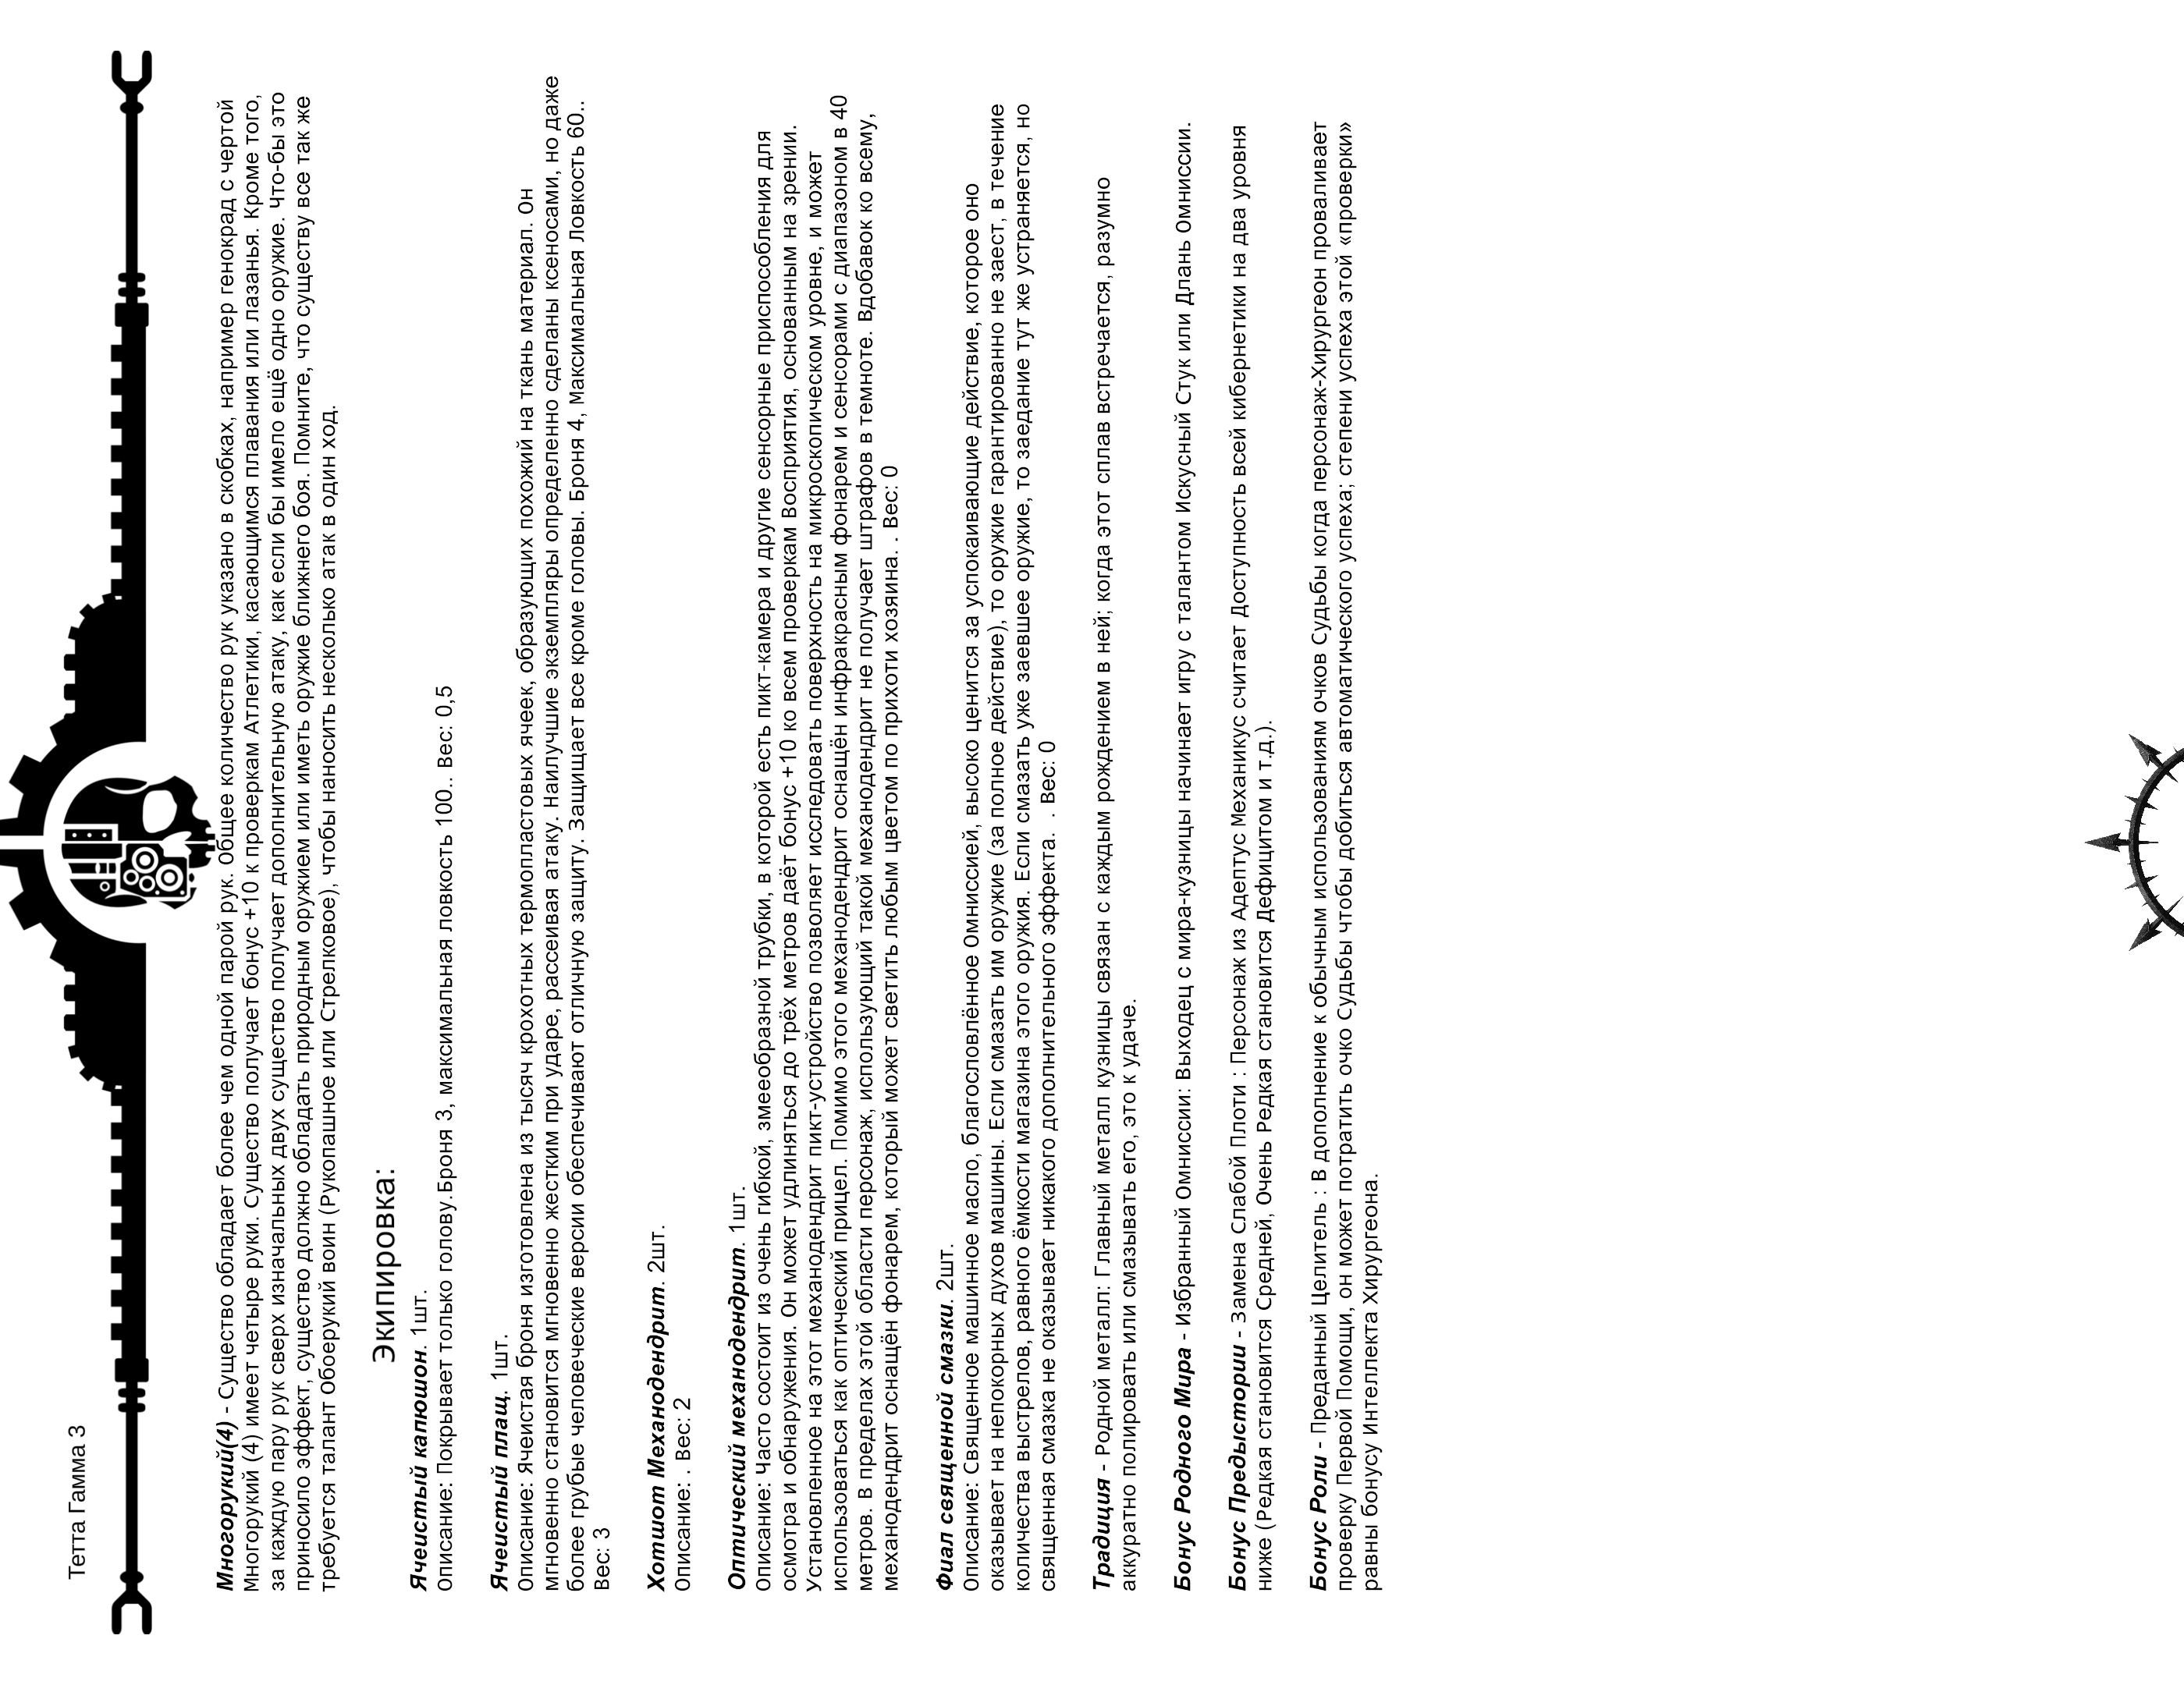 Тетта Гамма 3
Многорукий(4) - Существо обладает более чем одной парой рук. Общее количество рук указано в скобках, например генокрад с чертой
Многорукий (4) имеет четыре руки. Существо получает бонус +10 к проверкам Атлетики, касающимся плавания или лазанья. Кроме того,
за каждую пару рук сверх изначальных двух существо получает дополнительную атаку, как если бы имело ещё одно оружие. Что-бы это
приносило эффект, существо должно обладать природным оружием или иметь оружие ближнего боя. Помните, что существу все так же
требуется талант Обоерукий воин (Рукопашное или Стрелковое), чтобы наносить несколько атак в один ход.
Экипировка:
Ячеистый капюшон. 1шт.
Описание: Покрывает только голову.Броня 3, максимальная ловкость 100.. Вес: 0,5
Ячеистый плащ. 1шт.
Описание: Ячеистая броня изготовлена из тысяч крохотных термопластовых ячеек, образующих похожий на ткань материал. Он
мгновенно становится мгновенно жестким при ударе, рассеивая атаку. Наилучшие экземпляры определенно сделаны ксеносами, но даже
более грубые человеческие версии обеспечивают отличную защиту. Защищает все кроме головы. Броня 4, Максимальная Ловкость 60..
Вес: 3
Хотшот Механодендрит. 2шт.
Описание: . Вес: 2
Оптический механодендрит. 1шт.
Описание: Часто состоит из очень гибкой, змееобразной трубки, в которой есть пикт-камера и другие сенсорные приспособления для
осмотра и обнаружения. Он может удлиняться до трёх метров даёт бонус +10 ко всем проверкам Восприятия, основанным на зрении.
Установленное на этот механодендрит пикт-устройство позволяет исследовать поверхность на микроскопическом уровне, и может
использоваться как оптический прицел. Помимо этого механодендрит оснащён инфракрасным фонарем и сенсорами с диапазоном в 40
метров. В пределах этой области персонаж, использующий такой механодендрит не получает штрафов в темноте. Вдобавок ко всему,
механодендрит оснащён фонарем, который может светить любым цветом по прихоти хозяина. . Вес: 0
Фиал священной смазки. 2шт.
Описание: Священное машинное масло, благословлённое Омниссией, высоко ценится за успокаивающие действие, которое оно
оказывает на непокорных духов машины. Если смазать им оружие (за полное действие), то оружие гарантированно не заест, в течение
количества выстрелов, равного ёмкости магазина этого оружия. Если смазать уже заевшее оружие, то заедание тут же устраняется, но
священная смазка не оказывает никакого дополнительного эффекта. . Вес: 0
Традиция - Родной металл: Главный металл кузницы связан с каждым рождением в ней; когда этот сплав встречается, разумно
аккуратно полировать или смазывать его, это к удаче.
Бонус Родного Мира - Избранный Омниссии: Выходец с мира-кузницы начинает игру с талантом Искусный Стук или Длань Омниссии.
Бонус Предыстории - Замена Слабой Плоти : Персонаж из Адептус Механикус считает Доступность всей кибернетики на два уровня
ниже (Редкая становится Средней, Очень Редкая становится Дефицитом и т.д.).
Бонус Роли - Преданный Целитель : В дополнение к обычным использованиям очков Судьбы когда персонаж-Хирургеон проваливает
проверку Первой Помощи, он может потратить очко Судьбы чтобы добиться автоматического успеха; степени успеха этой «проверки»
равны бонусу Интеллекта Хирургеона.